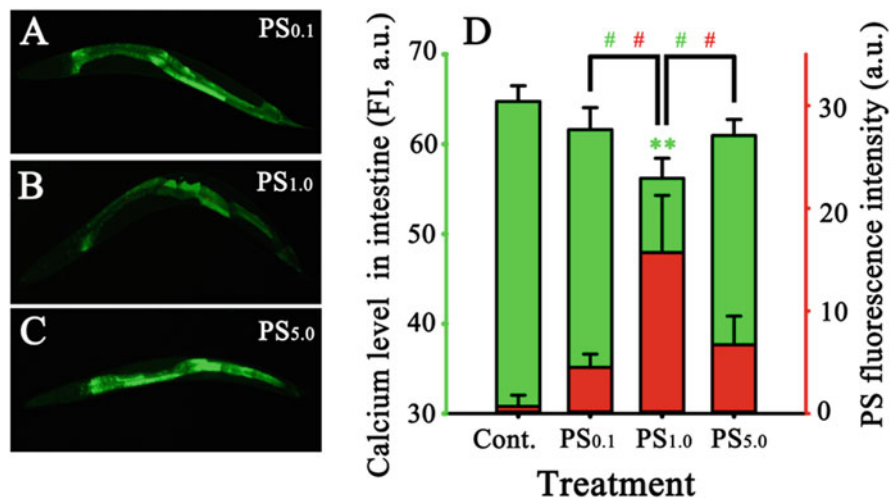 A
PS0.1
B
PS1.0
C
PS5.0
D
# # # #
**
Calcium level in intestine (FI, a.u.)
70
60
50
40
30
PS fluorescence intensity (a.u.)
30
20
10
0
Cont. PS0.1 PS1.0 PS5.0
Treatment